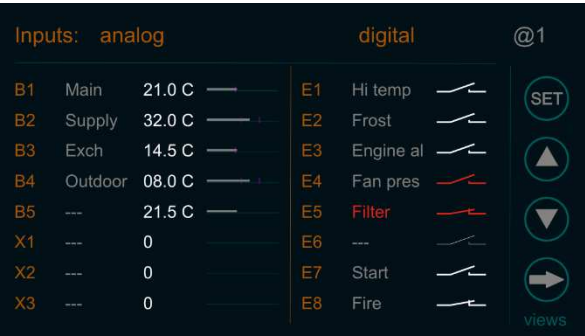 Inputs: analog digital @1
B1 Main 21.0 C E1 Hi temp SET
B2 Supply 32.0 C E2 Frost
B3 Exch 14.5 C E3 Engine al
B4 Outdoor 08.0 C E4 Fan pres
B5 --- 21.5 C E5 Filter
X1 --- 0 E6 ---
X2 --- 0 E7 Start
X3 --- 0 E8 Fire
views